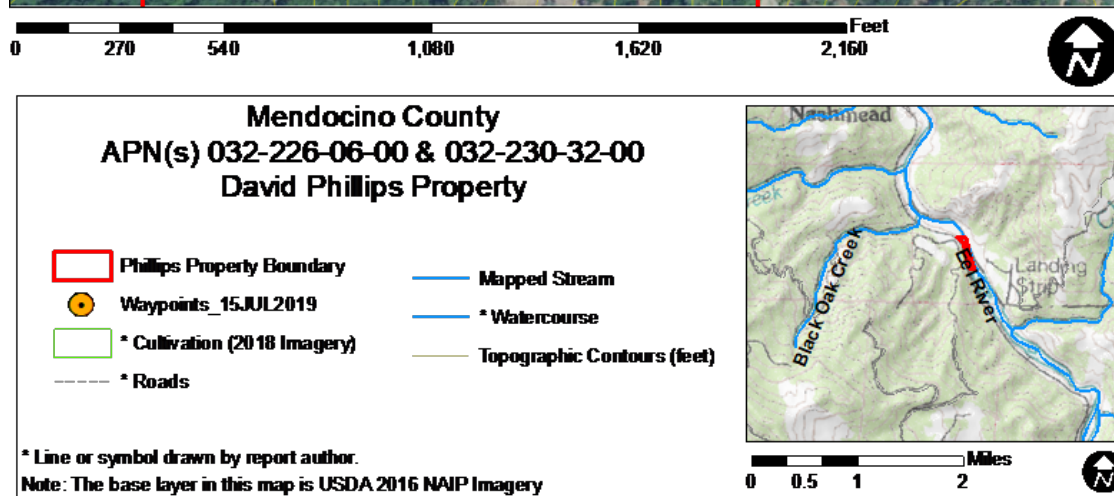 Feet
0 270 540 1,080 1,620 2,160
N
Mendocino County
APN(s) 032-226-06-00 & 032-230-32-00
David Phillips Property
Phillips Property Boundary
Waypoints_15JUL2019
* Cultivation (2018 Imagery)
* Roads
Mapped Stream
* Watercourse
Topographic Contours (feet)
* Line or symbol drawn by report author.
Note: The base layer in this map is USDA 2016 NAIP Imagery
Nashmead
Black Oak Creek
Eel River
Landing
Strip
Miles
0 0.5 1 2
N